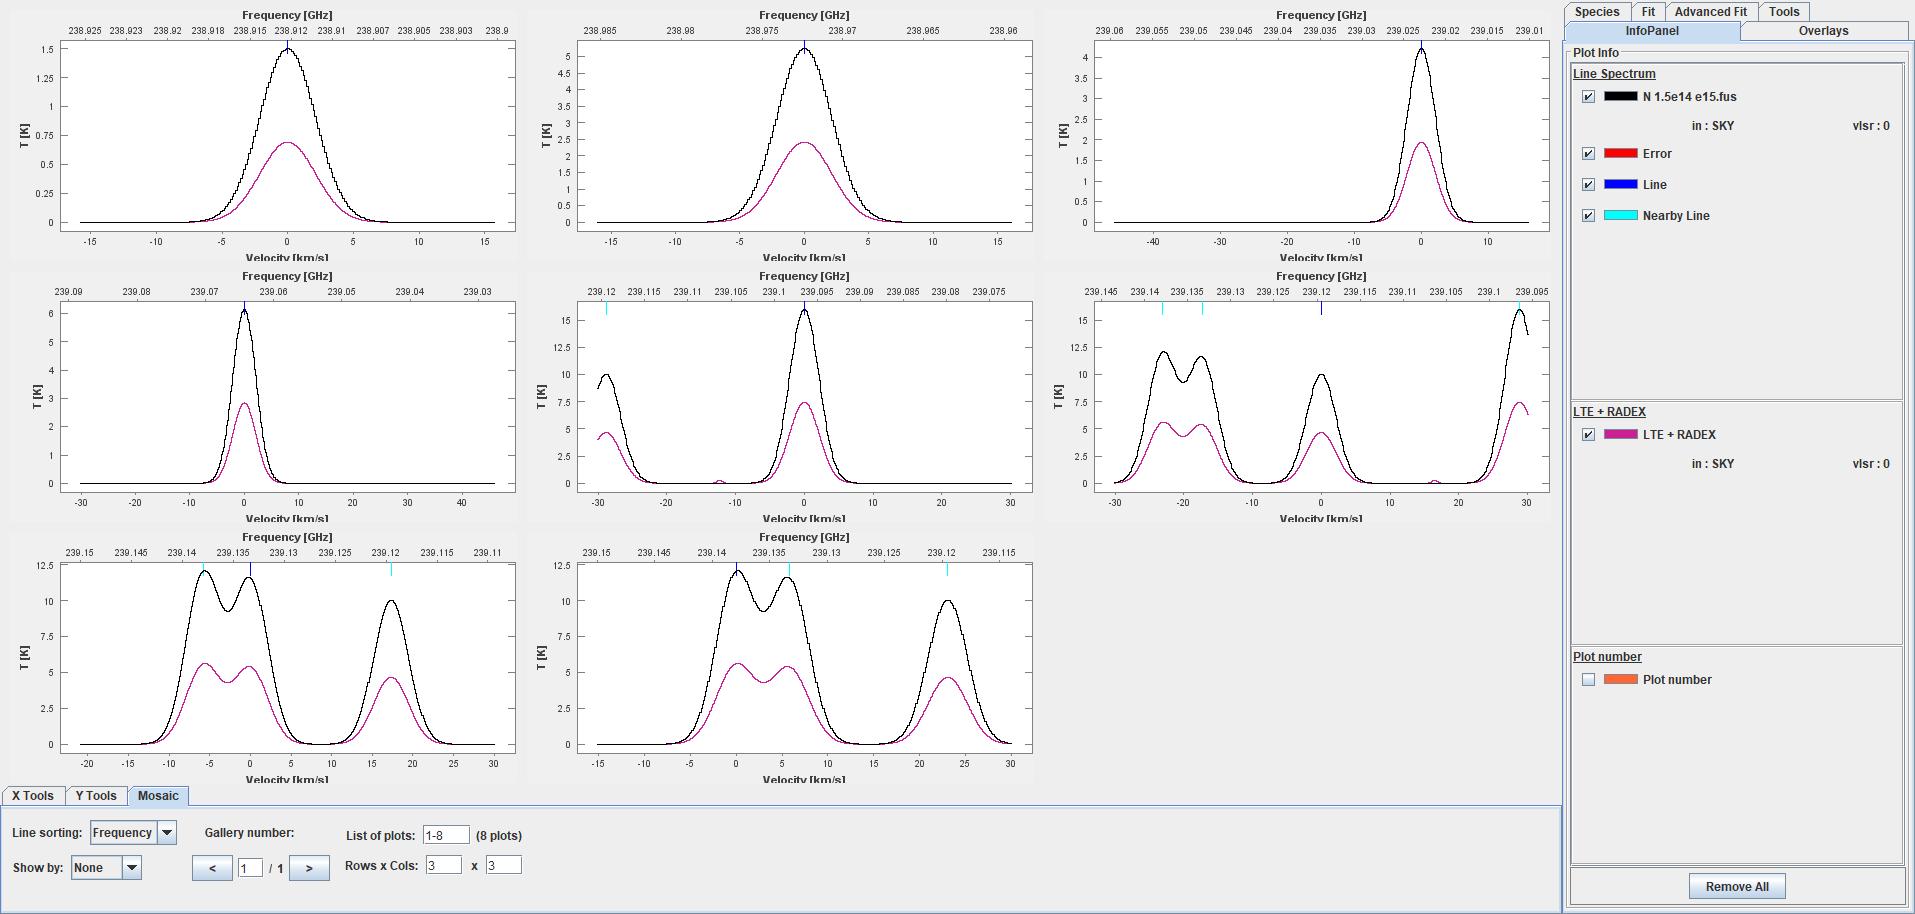 Frequency [GHz]
238.925 238.923 238.92 238.918 238.915 238.912 238.91 238.907 238.905 238.903 238.9
1.5
1.25
1
0.75
0.5
0.25
0
T [K]
-15 -10 -5 0 5 10 15
Velocity [km/s]
Frequency [GHz]
238.985 238.98 238.975 238.97 238.965 238.96
5
4.5
4
3.5
3
2.5
2
1.5
1
0.5
0
T [K]
-15 -10 -5 0 5 10 15
Velocity [km/s]
Frequency [GHz]
239.06 239.055 239.05 239.045 239.04 239.035 239.03 239.025 239.02 239.015 239.01
4
3.5
3
2.5
2
1.5
1
0.5
0
T [K]
-40 -30 -20 -10 0 10
Velocity [km/s]
Frequency [GHz]
239.09 239.08 239.07 239.06 239.05 239.04 239.03
6
5
4
3
2
1
0
T [K]
-30 -20 -10 0 10 20 30 40
Velocity [km/s]
Frequency [GHz]
239.12 239.115 239.11 239.105 239.1 239.095 239.09 239.085 239.08 239.075
15
12.5
10
7.5
5
2.5
0
T [K]
-30 -20 -10 0 10 20 30
Velocity [km/s]
Frequency [GHz]
239.145 239.14 239.135 239.13 239.125 239.12 239.115 239.11 239.105 239.1 239.095
15
12.5
10
7.5
5
2.5
0
T [K]
-30 -20 -10 0 10 20 30
Velocity [km/s]
Frequency [GHz]
239.15 239.145 239.14 239.135 239.13 239.125 239.12 239.115 239.11
12.5
10
7.5
5
2.5
0
T [K]
-20 -15 -10 -5 0 5 10 15 20 25 30
Velocity [km/s]
Frequency [GHz]
239.15 239.145 239.14 239.135 239.13 239.125 239.12 239.115
12.5
10
7.5
5
2.5
0
T [K]
-15 -10 -5 0 5 10 15 20 25 30
Velocity [km/s]
X Tools Y Tools Mosaic
Line sorting: Frequency Gallery number: List of plots: 1-8 (8 plots)
Show by: None < 1 / 1 > Rows x Cols: 3 x 3
Species Fit Advanced Fit Tools
InfoPanel Overlays
Plot Info
Line Spectrum
N 1.5e14 e15.fus
in : SKY vlsr : 0
Error
Line
Nearby Line
LTE + RADEX
LTE + RADEX
in : SKY vlsr : 0
Plot number
Plot number
Remove All